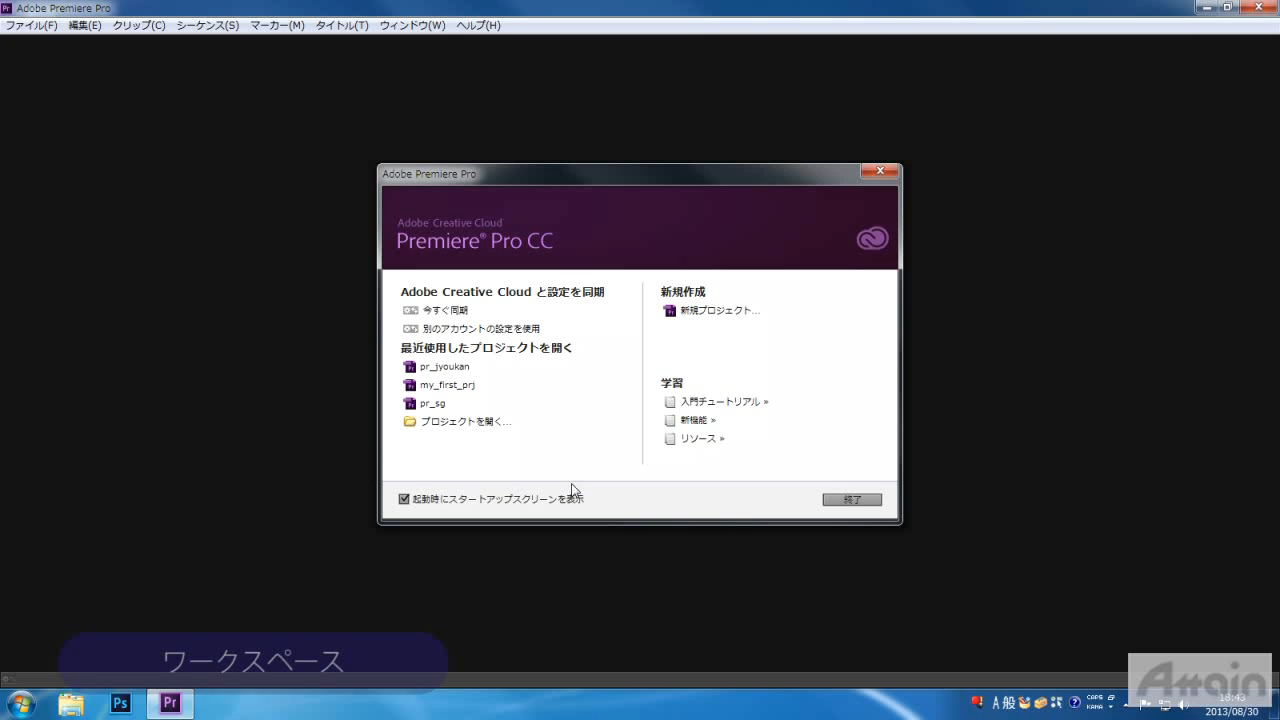 Adobe Premiere Pro
ファイル(F) 編集(E) クリップ(C) シーケンス(S) マーカー(M) タイトル(T) ウィンドウ(W) ヘルプ(H)
Adobe Premiere Pro
Adobe® Creative Cloud™
Premiere® Pro CC
Adobe Creative Cloud と設定を同期
今すぐ同期
別のアカウントの設定を使用
最近使用したプロジェクトを開く
pr_jyoukan
my_first_prj
pr_sg
プロジェクトを開く...
新規作成
新規プロジェクト...
学習
入門チュートリアル »
新機能 »
リソース »
起動時にスタートアップスクリーンを表示
終了
ワークスペース
Attain
Ps
Pr
A 般
CAPS
KANA
18:43
2013/08/30